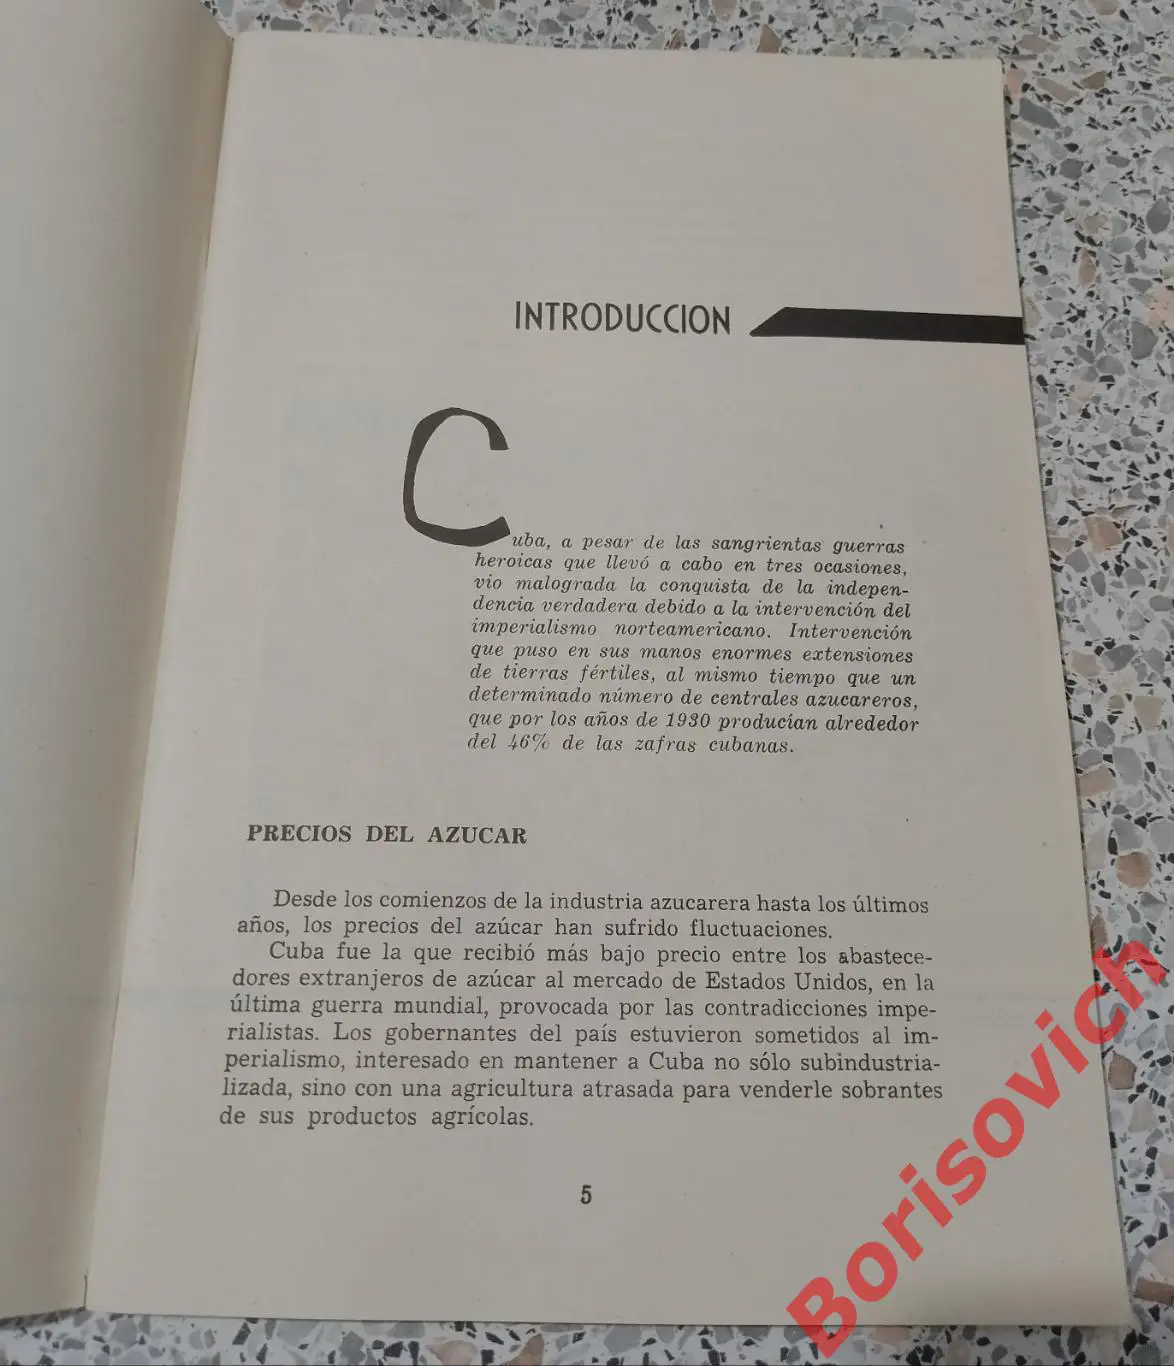 INTRODUCCION
Cuba, a pesar de las sangrientas guerras
heroicas que llevó a cabo en tres ocasiones,
vio malograda la conquista de la indepen-
dencia verdadera debido a la intervención del
imperialismo norteamericano. Intervención
que puso en sus manos enormes extensiones
de tierras fértiles, al mismo tiempo que un
determinado número de centrales azucareros,
que por los años de 1930 producían alrededor
del 46% de las zafras cubanas.
PRECIOS DEL AZUCAR
Desde los comienzos de la industria azucarera hasta los últimos
años, los precios del azúcar han sufrido fluctuaciones.
Cuba fue la que recibió más bajo precio entre los abastece-
dores extranjeros de azúcar al mercado de Estados Unidos, en la
última guerra mundial, provocada por las contradicciones impe-
rialistas. Los gobernantes del país estuvieron sometidos al im-
perialismo, interesado en mantener a Cuba no sólo subindustria-
lizada, sino con una agricultura atrasada para venderle sobrantes
de sus productos agrícolas.
5
Borisovich